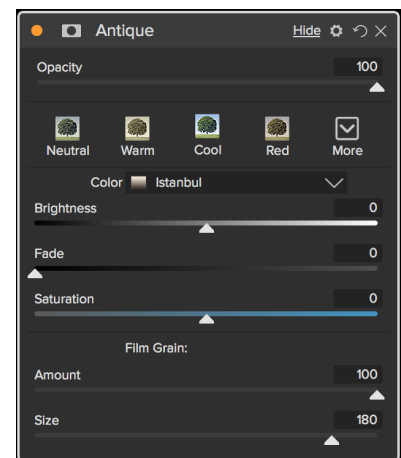 Antique Hide
Opacity 100
Neutral Warm Cool Red More
Color Istanbul
Brightness 0
Fade 0
Saturation 0
Film Grain:
Amount 100
Size 180